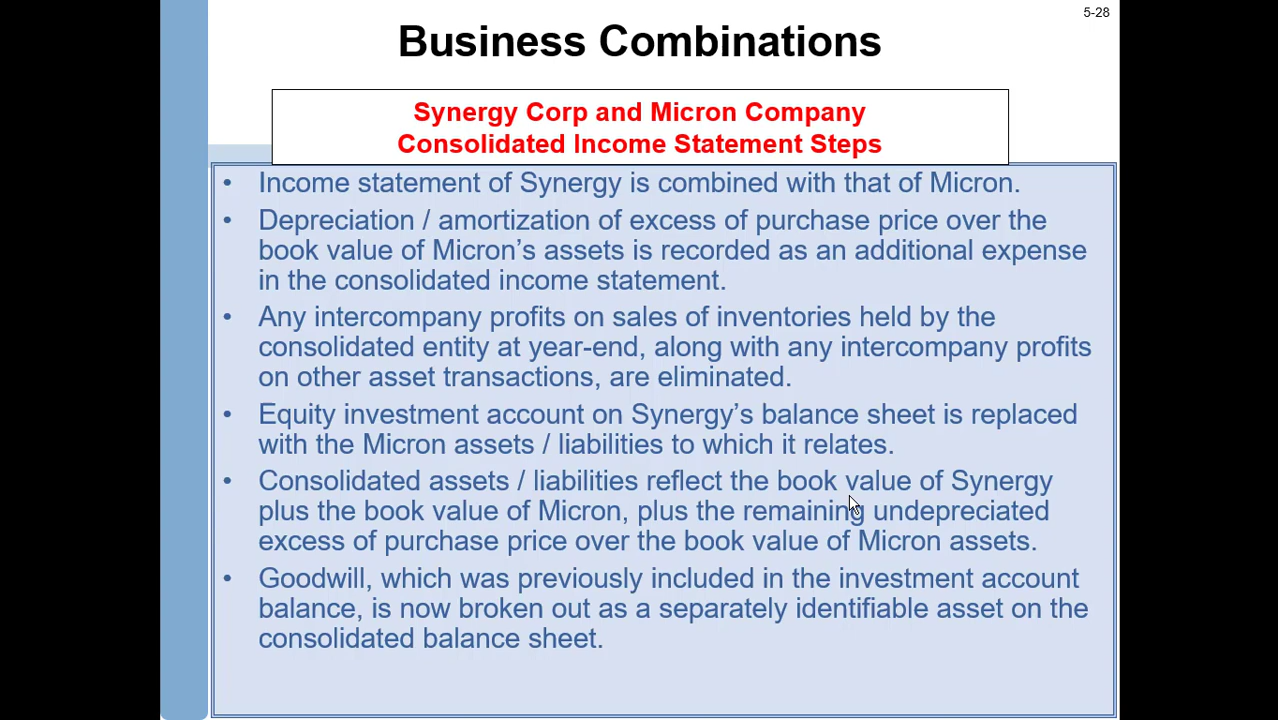 5-28
Business Combinations
Synergy Corp and Micron Company
Consolidated Income Statement Steps
• Income statement of Synergy is combined with that of Micron.
• Depreciation / amortization of excess of purchase price over the
book value of Micron’s assets is recorded as an additional expense
in the consolidated income statement.
• Any intercompany profits on sales of inventories held by the
consolidated entity at year-end, along with any intercompany profits
on other asset transactions, are eliminated.
• Equity investment account on Synergy’s balance sheet is replaced
with the Micron assets / liabilities to which it relates.
• Consolidated assets / liabilities reflect the book value of Synergy
plus the book value of Micron, plus the remaining undepreciated
excess of purchase price over the book value of Micron assets.
• Goodwill, which was previously included in the investment account
balance, is now broken out as a separately identifiable asset on the
consolidated balance sheet.